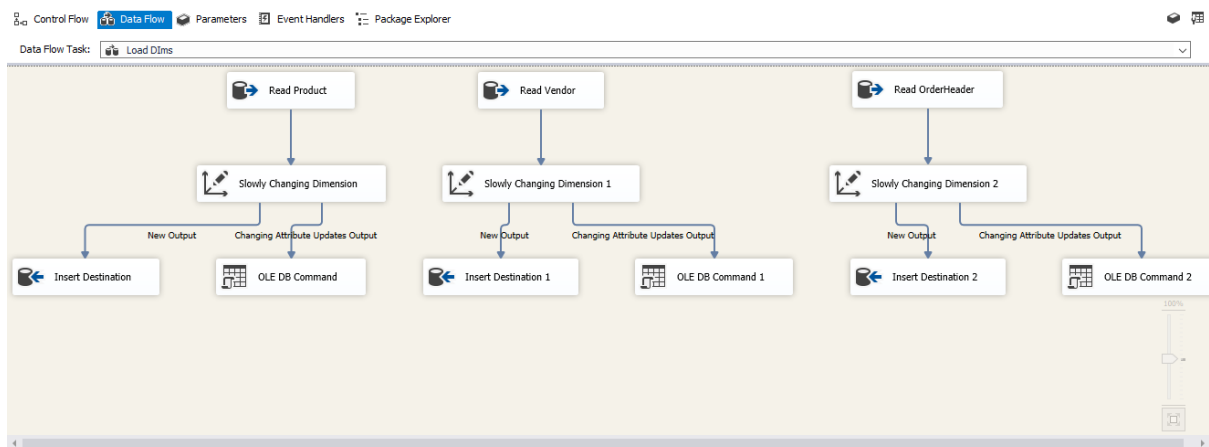 Control Flow Data Flow Parameters Event Handlers Package Explorer
Data Flow Task: Load DIms
Read Product Read Vendor Read OrderHeader
Slowly Changing Dimension Slowly Changing Dimension 1 Slowly Changing Dimension 2
New Output Changing Attribute Updates Output New Output Changing Attribute Updates Output New Output Changing Attribute Updates Output
Insert Destination OLE DB Command Insert Destination 1 OLE DB Command 1 Insert Destination 2 OLE DB Command 2
100%